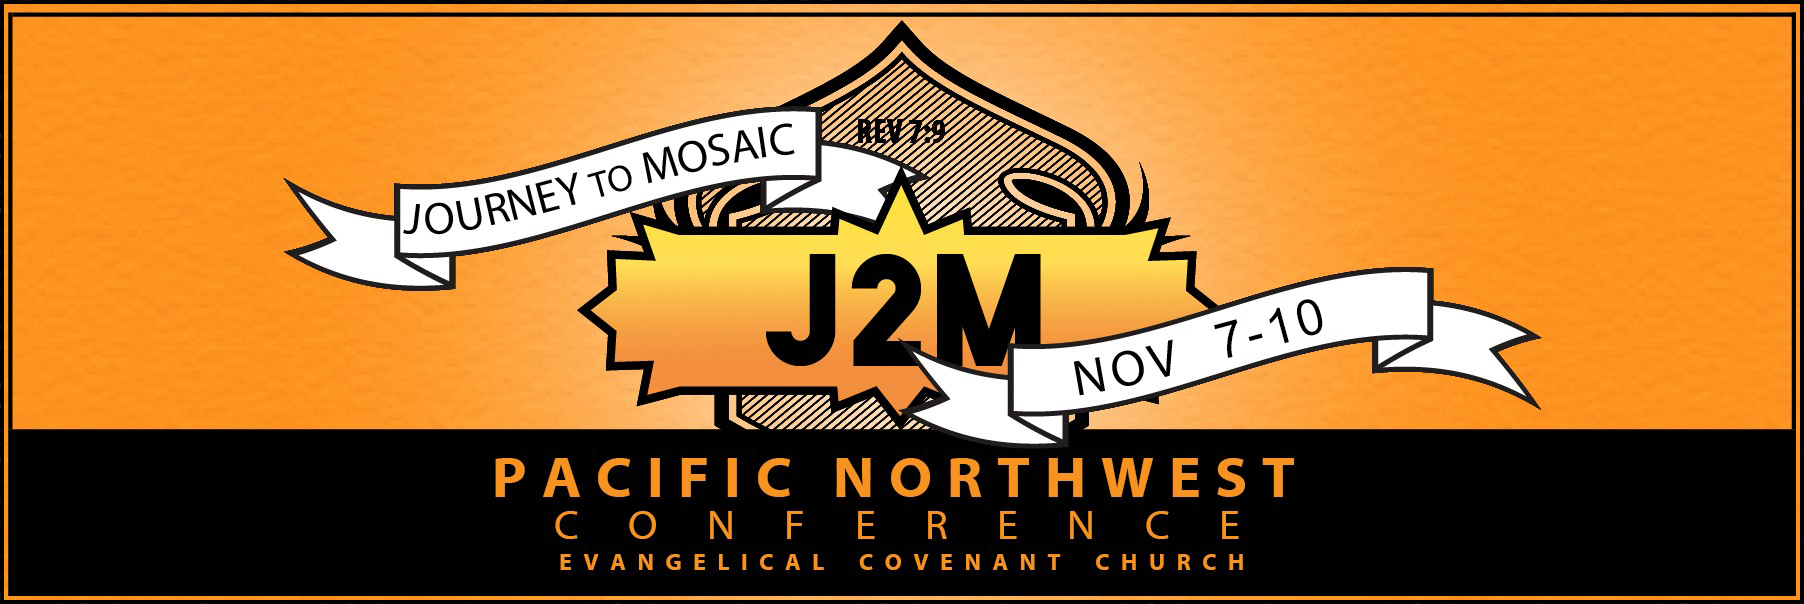 REV 7:9
JOURNEY TO MOSAIC
J2M
NOV 7-10
PACIFIC NORTHWEST
CONFERENCE
EVANGELICAL COVENANT CHURCH